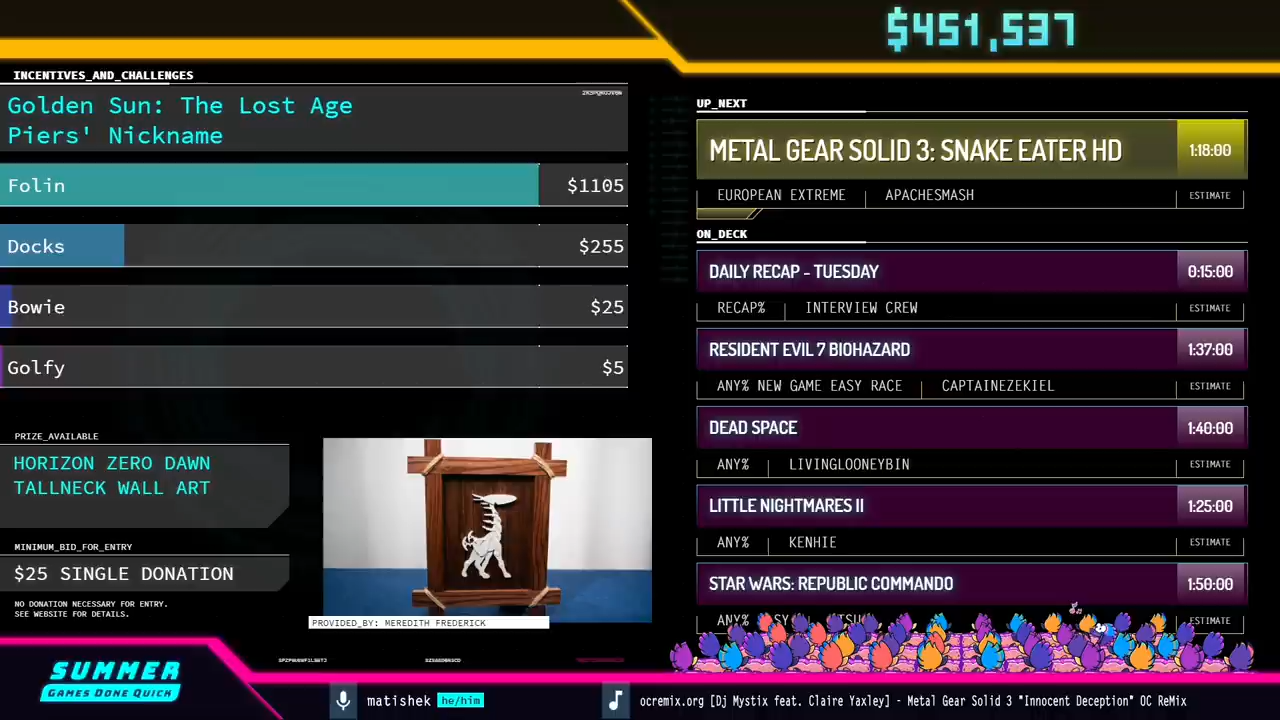 $451,537
INCENTIVES_AND_CHALLENGES
Golden Sun: The Lost Age
Piers' Nickname
Folin $1105
Docks $255
Bowie $25
Golfy $5
PRIZE_AVAILABLE
HORIZON ZERO DAWN
TALLNECK WALL ART
MINIMUM_BID_FOR_ENTRY
$25 SINGLE DONATION
NO DONATION NECESSARY FOR ENTRY.
SEE WEBSITE FOR DETAILS.
PROVIDED_BY: MEREDITH FREDERICK
UP_NEXT
METAL GEAR SOLID 3: SNAKE EATER HD 1:18:00
EUROPEAN EXTREME APACHESMASH ESTIMATE
ON_DECK
DAILY RECAP - TUESDAY 0:15:00
RECAP% INTERVIEW CREW ESTIMATE
RESIDENT EVIL 7 BIOHAZARD 1:37:00
ANY% NEW GAME EASY RACE CAPTAINEZEKIEL ESTIMATE
DEAD SPACE 1:40:00
ANY% LIVINGLOONEYBIN ESTIMATE
LITTLE NIGHTMARES II 1:25:00
ANY% KENHIE ESTIMATE
STAR WARS: REPUBLIC COMMANDO 1:50:00
ANY% ESTIMATE
SUMMER
GAMES DONE QUICK
matishek he/him
ocremix.org [Dj Mystix feat. Claire Yaxley] - Metal Gear Solid 3 "Innocent Deception" OC ReMix